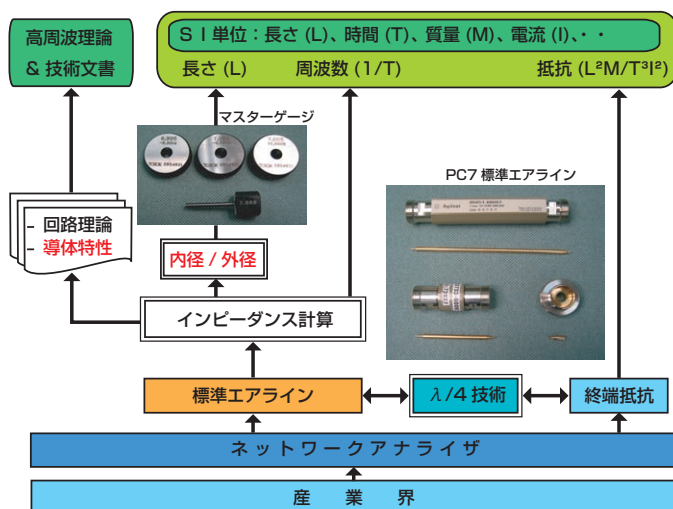 高周波理論
& 技術文書
SI単位：長さ (L)、時間 (T)、質量 (M)、電流 (I)、・・
長さ (L)
周波数 (1/T)
抵抗 (L²M/T³I²)
マスターゲージ
PC7 標準エアライン
Agilent
- 回路理論
- 導体特性
内径 / 外径
インピーダンス計算
標準エアライン
λ/4 技術
終端抵抗
ネットワークアナライザ
産業界